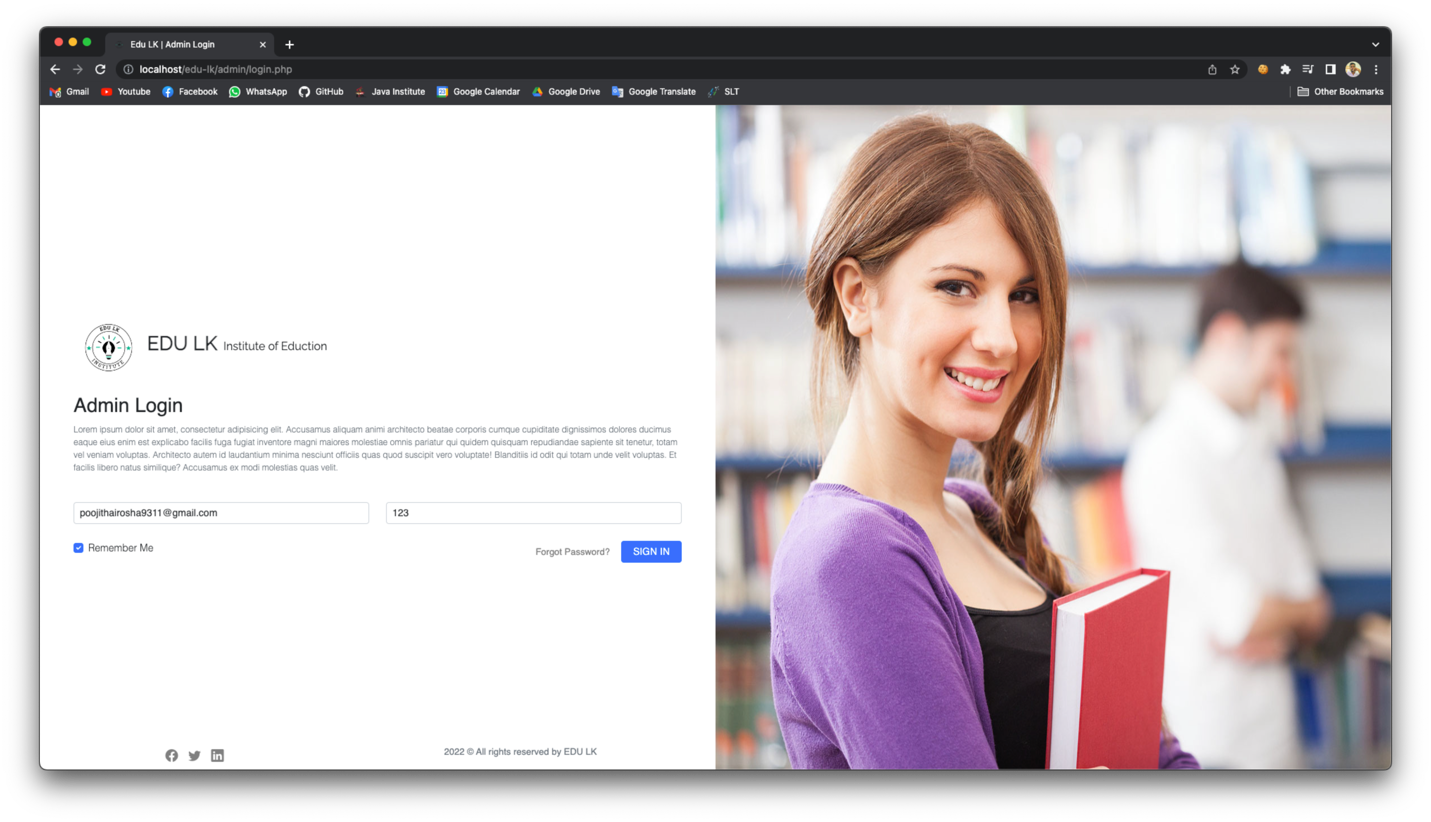 Edu LK | Admin Login
localhost/edu-lk/admin/login.php
Gmail Youtube Facebook WhatsApp GitHub Java Institute Google Calendar Google Drive Google Translate SLT Other Bookmarks
EDU LK
INSTITUTE
EDU LK Institute of Eduction
Admin Login
Lorem ipsum dolor sit amet, consectetur adipisicing elit. Accusamus aliquam animi architecto beatae corporis cumque cupiditate dignissimos dolores ducimus
eaque eius enim est explicabo facilis fuga fugiat inventore magni maiores molestiae omnis pariatur qui quidem quisquam repudiandae sapiente sit tenetur, totam
vel veniam voluptas. Architecto autem id laudantium minima nesciunt officiis quas quod suscipit vero voluptate! Blanditiis id odit qui totam unde velit voluptas. Et
facilis libero natus similique? Accusamus ex modi molestias quas velit.
poojithairosha9311@gmail.com 123
Remember Me Forgot Password? SIGN IN
2022 © All rights reserved by EDU LK